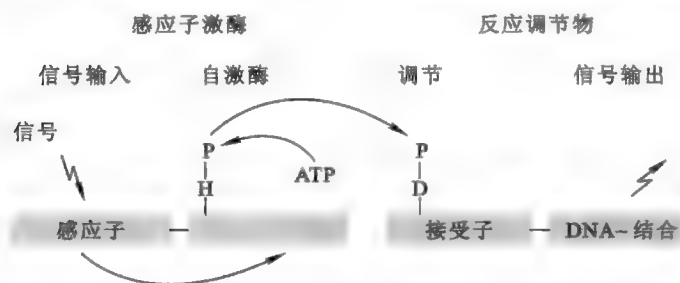 感应子激酶 反应调节物
信号输入 自激酶 调节 信号输出
信号
P P
H ATP D
感应子 接受子 DNA-结合